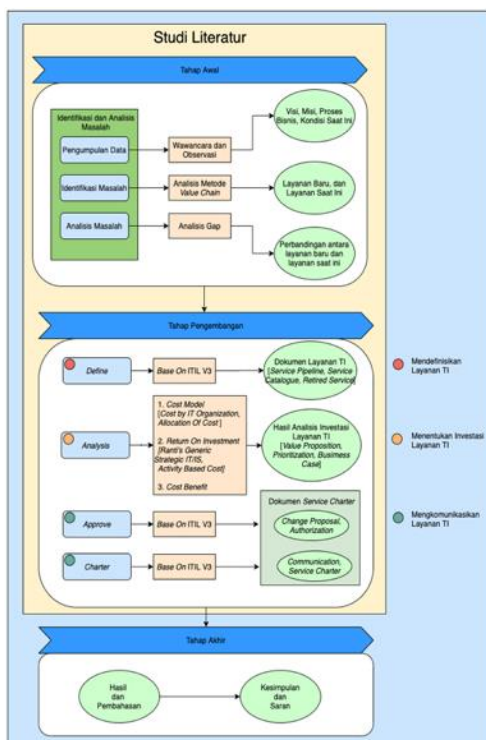 Studi Literatur
Tahap Awal
Identifikasi dan Analisis
Masalah
Pengumpulan Data
Wawancara dan
Observasi
Visi, Misi, Proses
Bisnis, Kondisi Saat Ini
Identifikasi Masalah
Analisis Metode
Value Chain
Layanan Baru, dan
Layanan Saat Ini
Analisis Masalah
Analisis Gap
Perbandingan antara
layanan baru dan
layanan saat ini
Tahap Pengembangan
Define
Base On ITIL V3
Dokumen Layanan TI
[Service Pipeline, Service
Catalogue, Retired Service]
Analysis
1. Cost Model
[Cost by IT Organization,
Allocation Of Cost]
2. Return On Investment
[Ranti's Generic
Strategic IT/IS,
Activity Based Cost]
3. Cost Benefit
Hasil Analisis Investasi
Layanan TI
[Value Proposition,
Prioritization, Business
Case]
Approve
Base On ITIL V3
Dokumen Service Charter
Change Proposal,
Authorization
Charter
Base On ITIL V3
Communication,
Service Charter
Mendefinisikan
Layanan TI
Menentukan Investasi
Layanan TI
Mengkomunikasikan
Layanan TI
Tahap Akhir
Hasil
dan
Pembahasan
Kesimpulan
dan
Saran